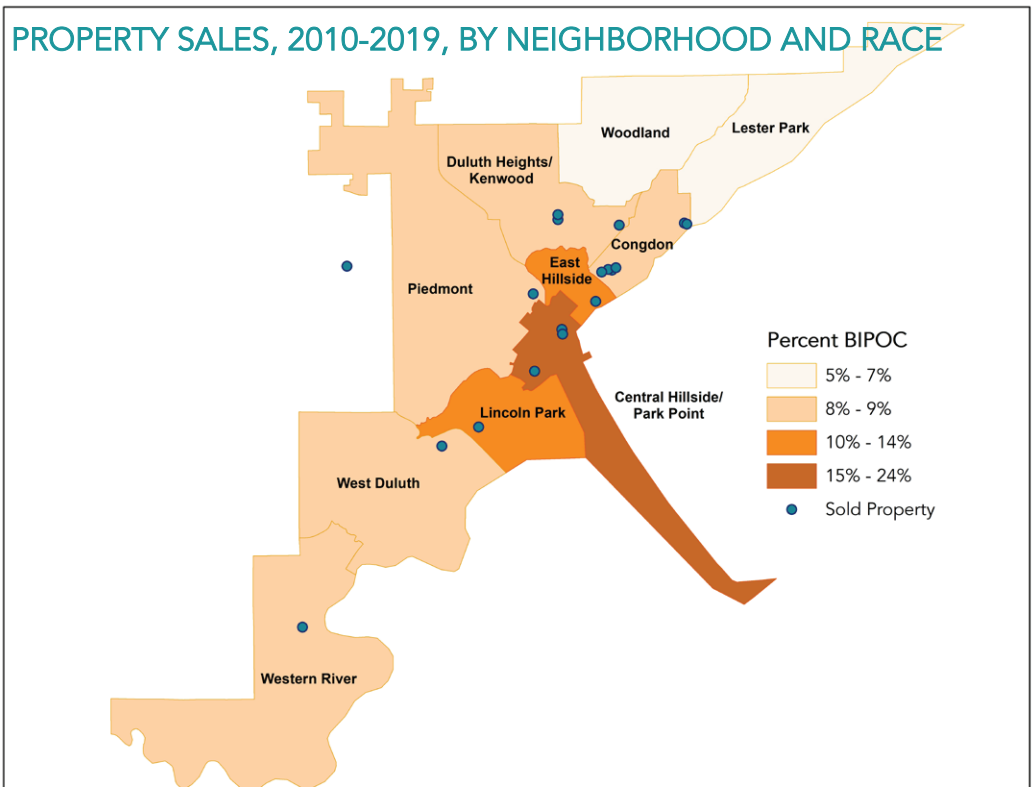 PROPERTY SALES, 2010-2019, BY NEIGHBORHOOD AND RACE
Woodland
Lester Park
Duluth Heights/
Kenwood
Congdon
East
Hillside
Piedmont
Percent BIPOC
5% - 7%
8% - 9%
10% - 14%
15% - 24%
Sold Property
Central Hillside/
Park Point
Lincoln Park
West Duluth
Western River